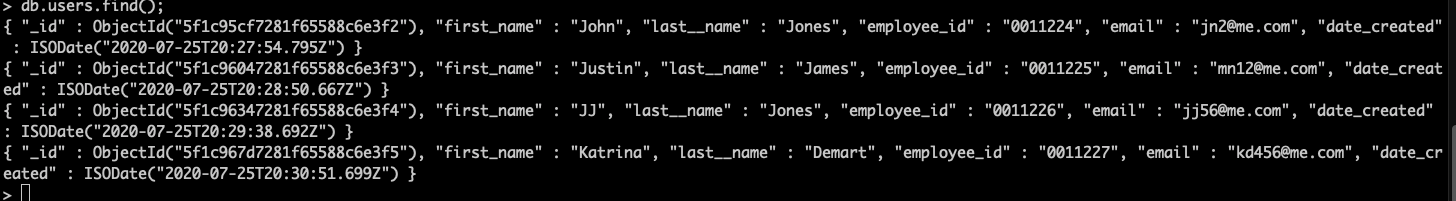 > db.users.find();
{ "_id" : ObjectId("5f1c95cf7281f65588c6e3f2"), "first_name" : "John", "last__name" : "Jones", "employee_id" : "0011224", "email" : "jn2@me.com", "date_created"
 : ISODate("2020-07-25T20:27:54.795Z") }
{ "_id" : ObjectId("5f1c96047281f65588c6e3f3"), "first_name" : "Justin", "last__name" : "James", "employee_id" : "0011225", "email" : "mn12@me.com", "date_creat
ed" : ISODate("2020-07-25T20:28:50.667Z") }
{ "_id" : ObjectId("5f1c96347281f65588c6e3f4"), "first_name" : "JJ", "last__name" : "Jones", "employee_id" : "0011226", "email" : "jj56@me.com", "date_created"
: ISODate("2020-07-25T20:29:38.692Z") }
{ "_id" : ObjectId("5f1c967d7281f65588c6e3f5"), "first_name" : "Katrina", "last__name" : "Demart", "employee_id" : "0011227", "email" : "kd456@me.com", "date_cr
eated" : ISODate("2020-07-25T20:30:51.699Z") }
>